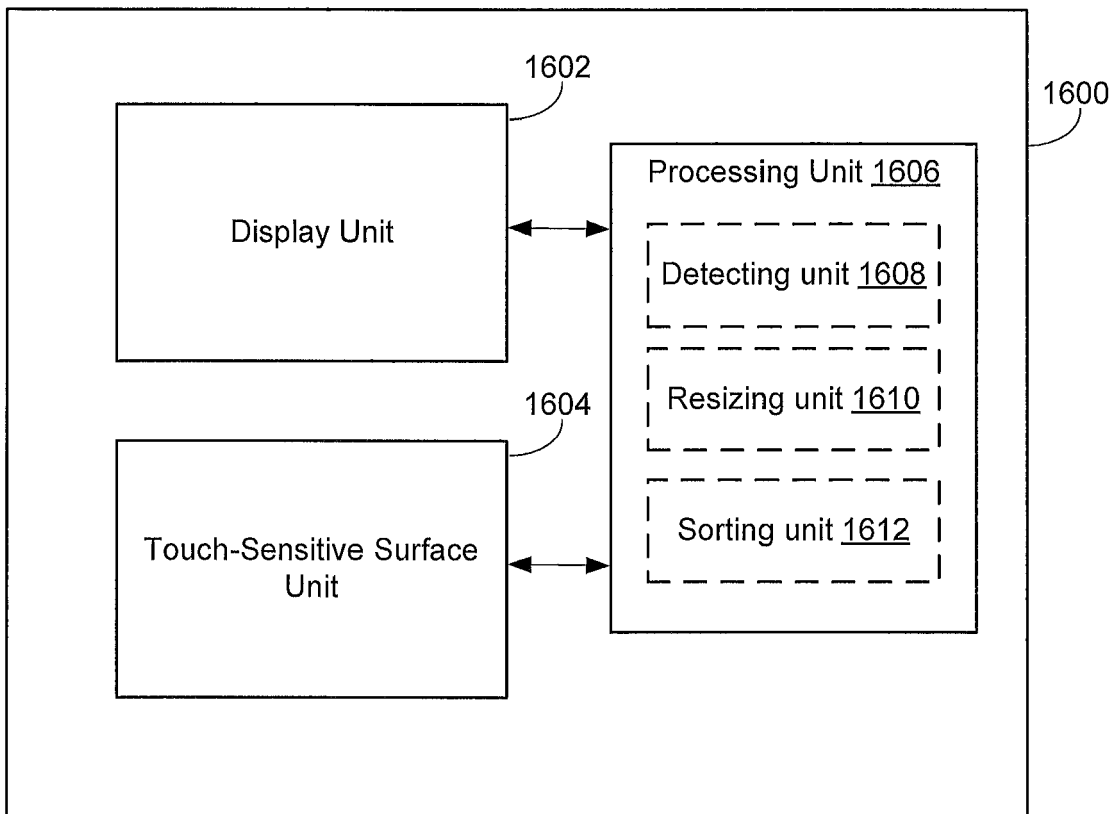 1602
1600
Display Unit
Processing Unit 1606
Detecting unit 1608
Resizing unit 1610
Sorting unit 1612
1604
Touch-Sensitive Surface
Unit